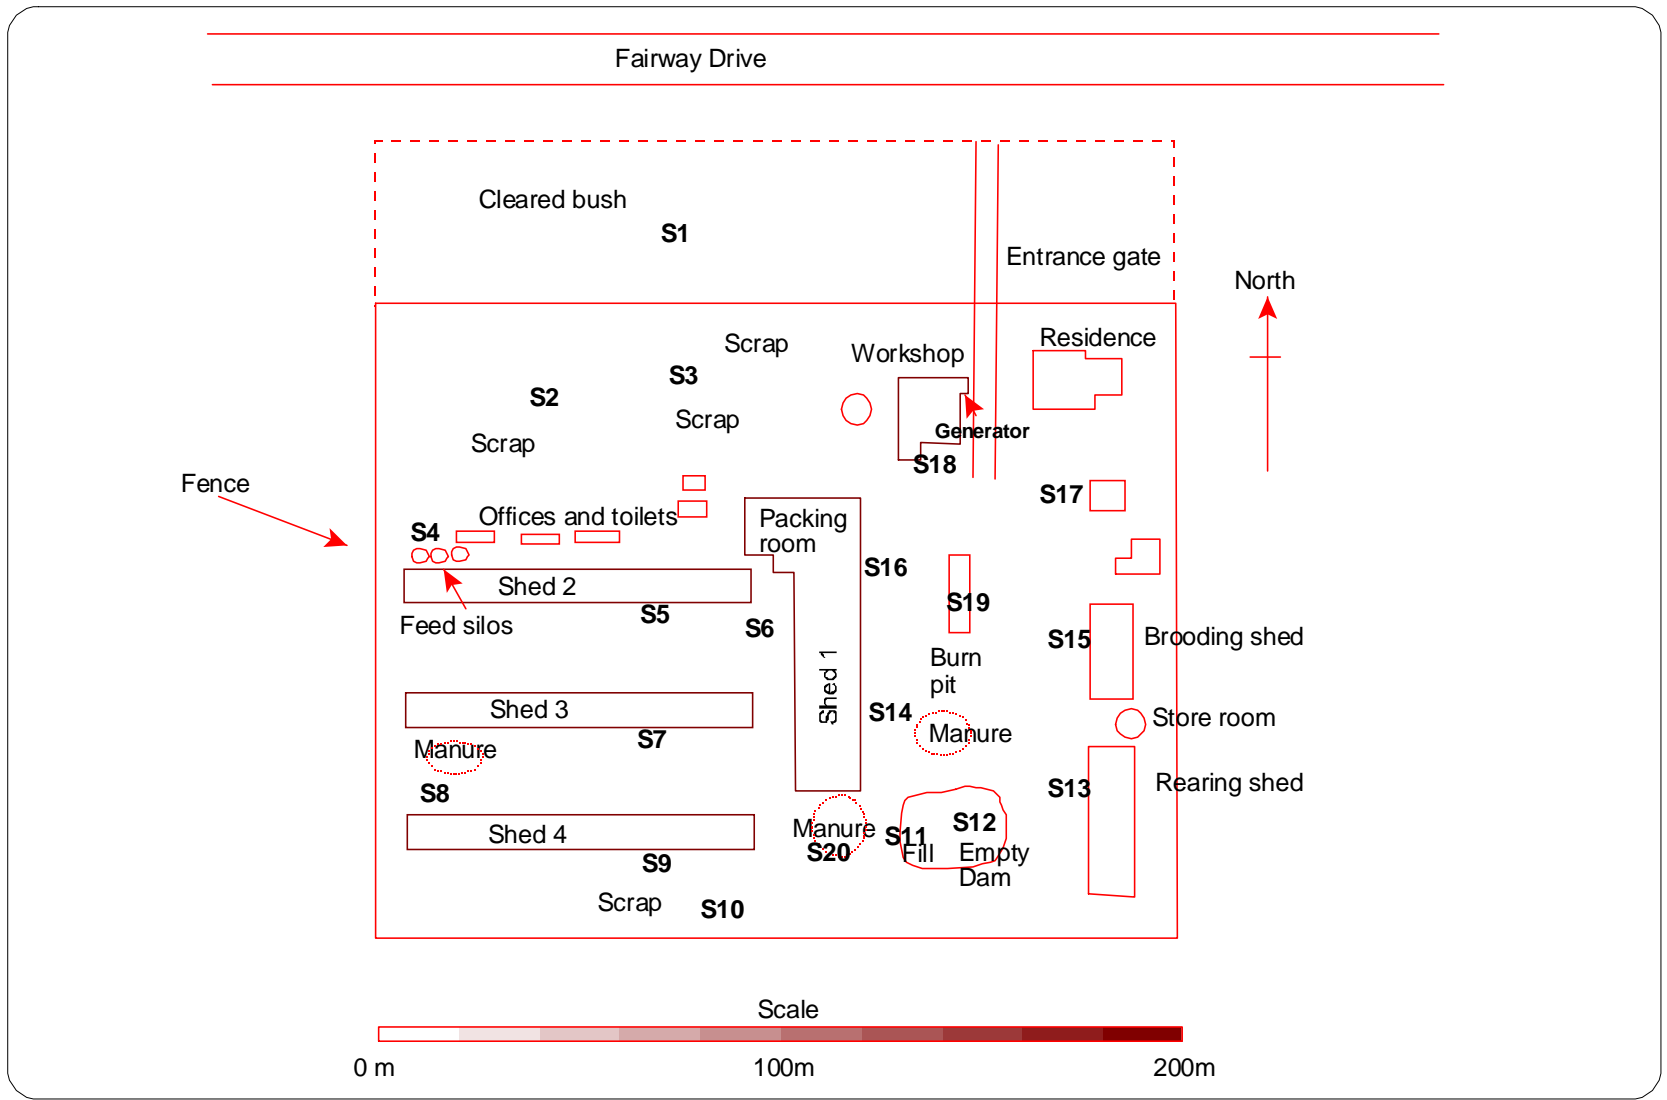 Fairway Drive
Cleared bush
S1
Entrance gate
North
Scrap
Workshop
Residence
S3
S2
Scrap
Generator
Scrap
S18
Fence
S17
Offices and toilets
S4
Packing
room
S16
Shed 2
S19
S5
Feed silos
S6
S15
Brooding shed
Burn
pit
Shed 1
Shed 3
S14
Store room
S7
Manure
Manure
S8
S13
Rearing shed
Shed 4
Manure
S11
S12
S20
Fill
Empty
Dam
S9
Scrap
S10
Scale
0 m
100m
200m